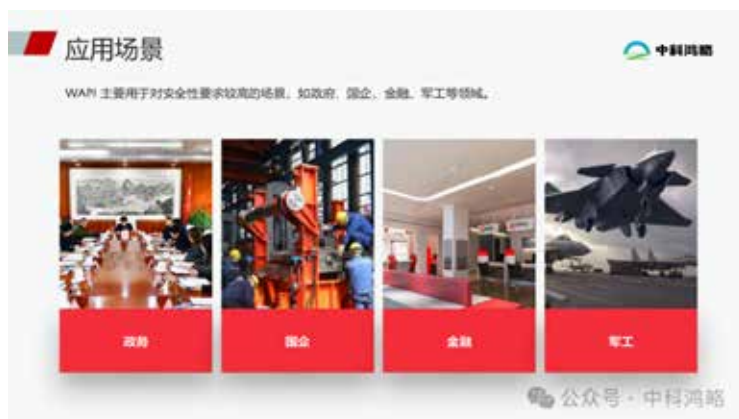 应用场景
中科鸿略
WAPI 主要用于对安全性要求较高的场景，如政府、国企、金融、军工等领域。
政务
国企
金融
军工
公众号 · 中科鸿略